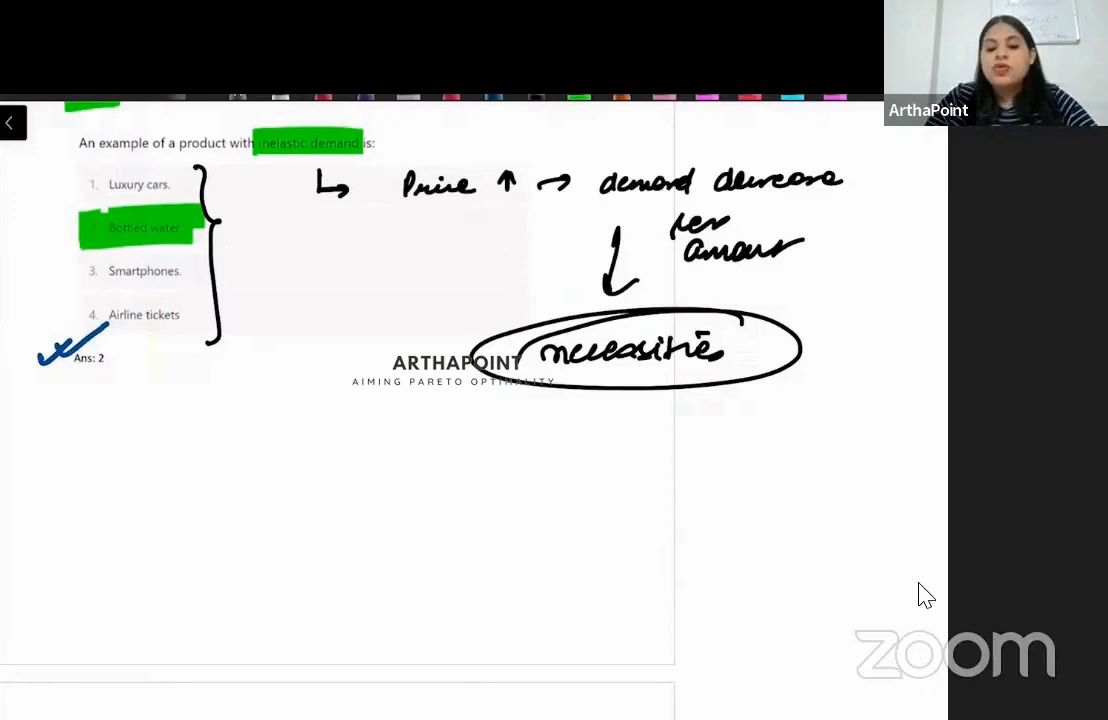 ArthaPoint
An example of a product with inelastic demand is:
Price ↑ → demand decrease
1. Luxury cars.
less
amount
2. Bottled water
3. Smartphones.
4. Airline tickets
necessities
Ans: 2
ARTHAPOINT
AIMING PARETO OPTIMALITY
zoom